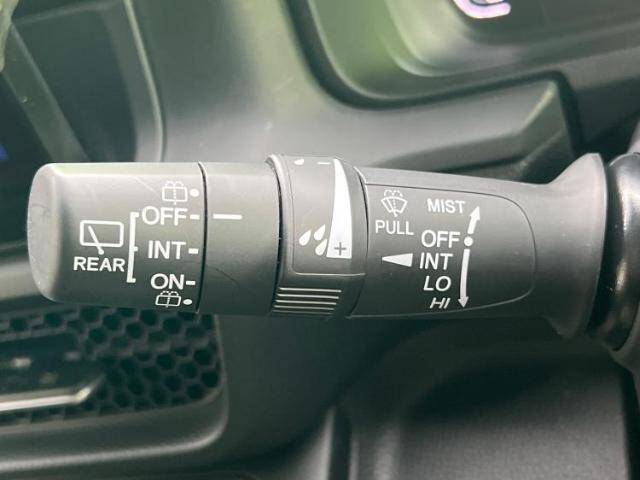 REAR
OFF
INT
ON
−
+
PULL
MIST
OFF
INT
LO
HI